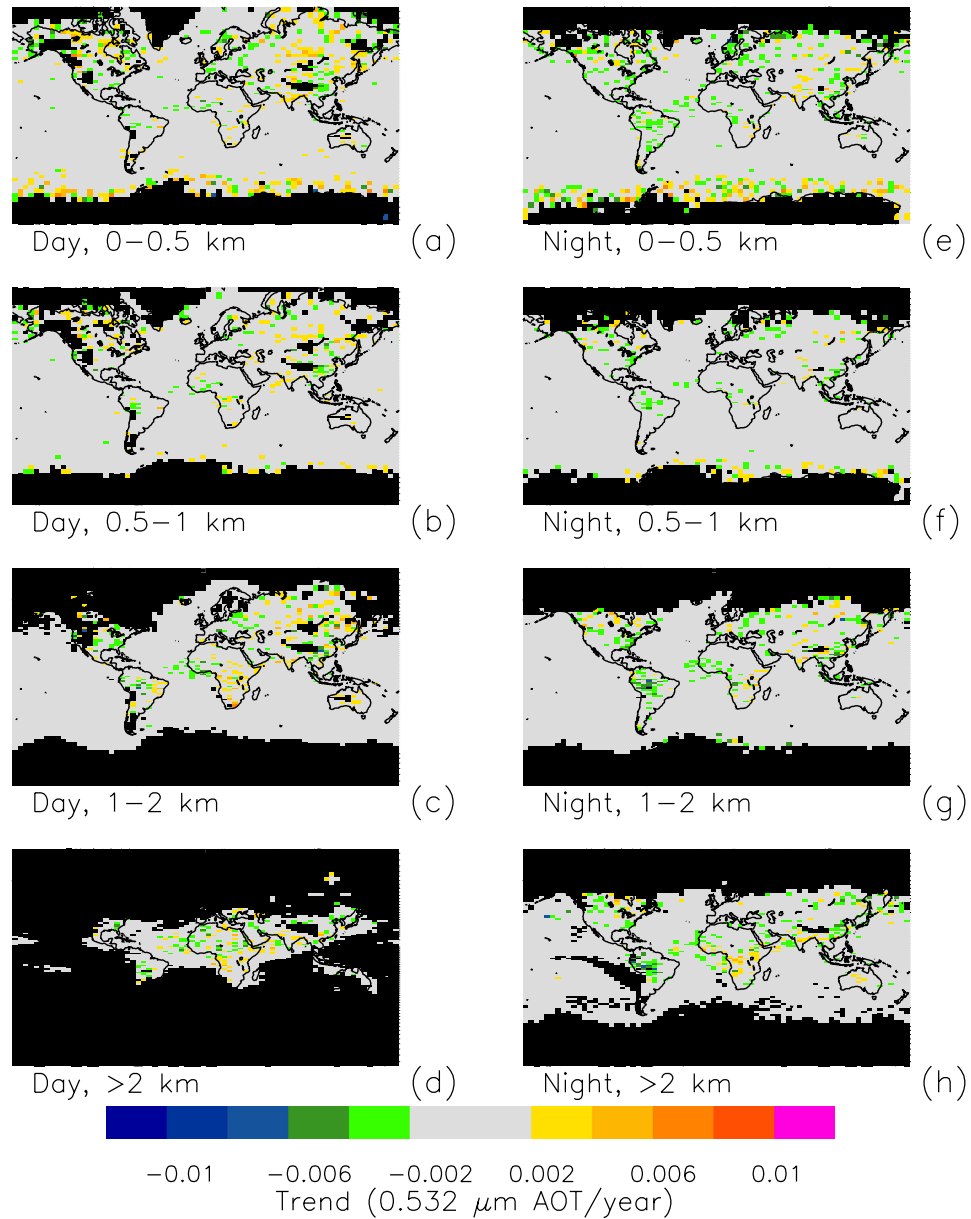 Day, 0−0.5 km (a)
Night, 0−0.5 km (e)
Day, 0.5−1 km (b)
Night, 0.5−1 km (f)
Day, 1−2 km (c)
Night, 1−2 km (g)
Day, >2 km (d)
Night, >2 km (h)
−0.01 −0.006 −0.002 0.002 0.006 0.01
Trend (0.532 μm AOT/year)